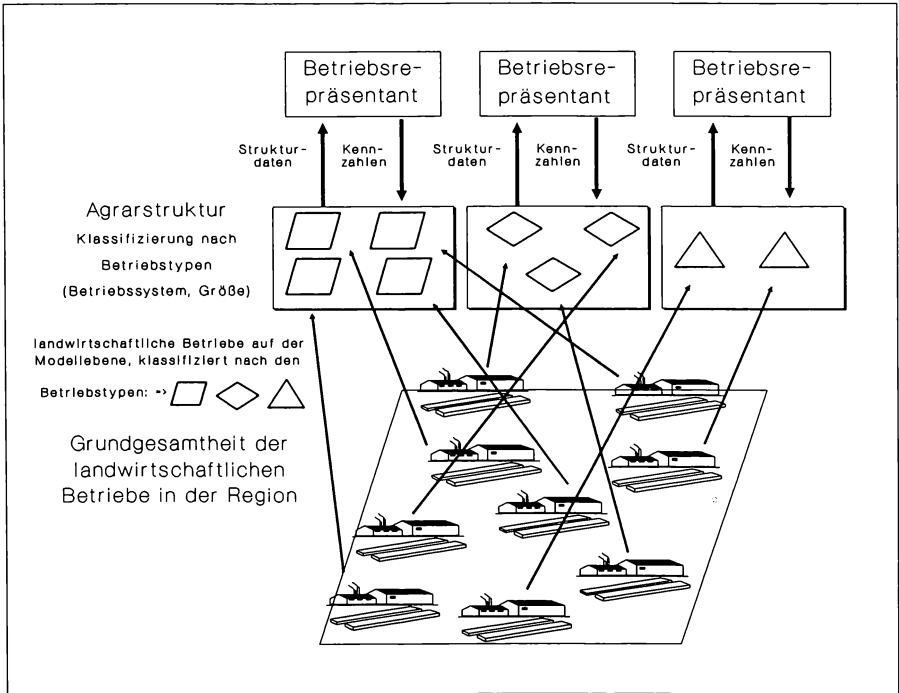 Betriebsre-
präsentant
Betriebsre-
präsentant
Betriebsre-
präsentant
Struktur-
daten
Kenn-
zahlen
Struktur-
daten
Kenn-
zahlen
Struktur-
daten
Kenn-
zahlen
Agrarstruktur
Klassifizierung nach
Betriebstypen
(Betriebssystem, Größe)
landwirtschaftliche Betriebe auf der
Modellebene, klassifiziert nach den
Betriebstypen: =>
Grundgesamtheit der
landwirtschaftlichen
Betriebe in der Region